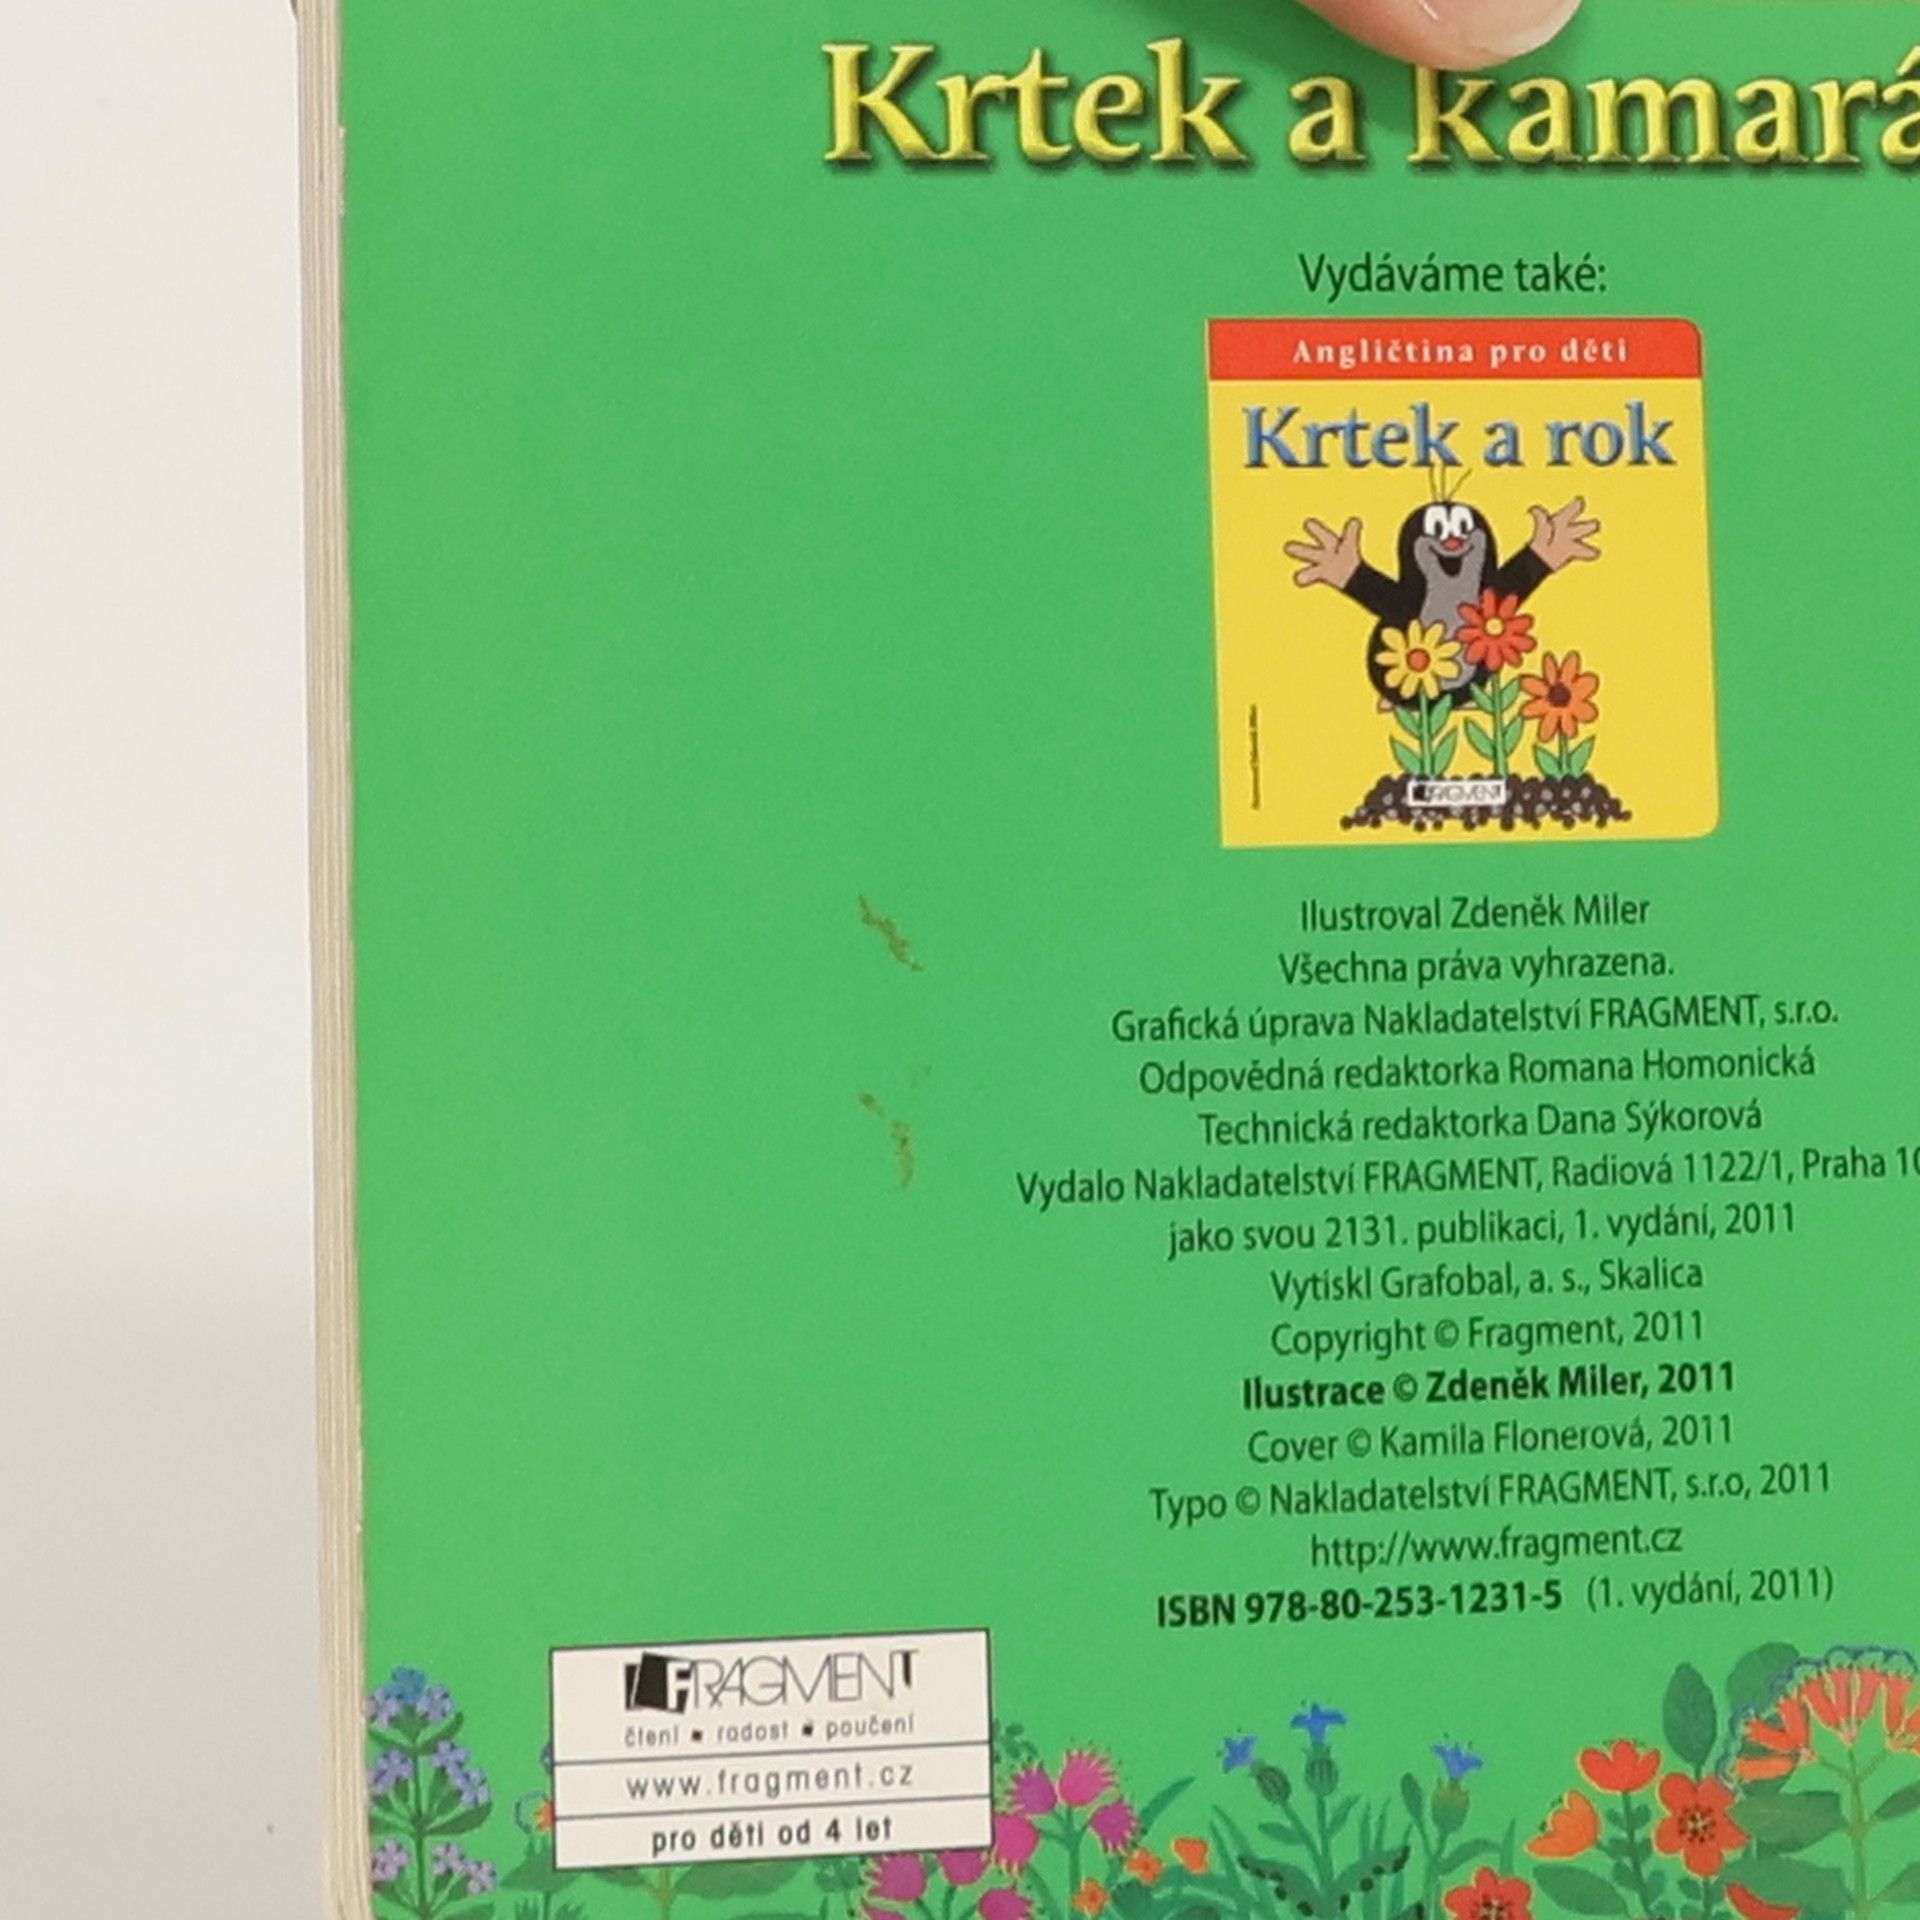 Krtek a kamará
Vydáváme také:
Angličtina pro děti
Krtek a rok
FRAGMENT
Ilustroval Zdeněk Miler
Všechna práva vyhrazena.
Grafická úprava Nakladatelství FRAGMENT, s.r.o.
Odpovědná redaktorka Romana Homonická
Technická redaktorka Dana Sýkorová
Vydalo Nakladatelství FRAGMENT, Radiová 1122/1, Praha 10
jako svou 2131. publikaci, 1. vydání, 2011
Vytiskl Grafobal, a. s., Skalica
Copyright © Fragment, 2011
Ilustrace © Zdeněk Miler, 2011
Cover © Kamila Flonerová, 2011
Typo © Nakladatelství FRAGMENT, s.r.o, 2011
http://www.fragment.cz
ISBN 978-80-253-1231-5 (1. vydání, 2011)
FRAGMENT
čtení ▪ radost ▪ poučení
www.fragment.cz
pro děti od 4 let